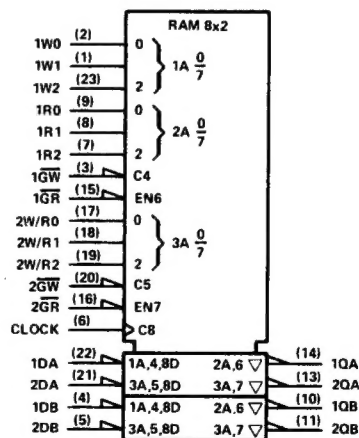 RAM 8x2
1W0 (2) 0
1W1 (1) 1A 0/7
1W2 (23) 2
1R0 (9) 0
1R1 (8) 2A 0/7
1R2 (7) 2
1G̅W̅ (3) C4
1G̅R̅ (15) EN6
2W/R0 (17) 0
2W/R1 (18) 3A 0/7
2W/R2 (19) 2
2G̅W̅ (20) C5
2G̅R̅ (16) EN7
CLOCK (6) C8
1DA (22) 1A,4,8D 2A,6 ▽ (14) 1QA
2DA (21) 3A,5,8D 3A,7 ▽ (13) 2QA
1DB (4) 1A,4,8D 2A,6 ▽ (10) 1QB
2DB (5) 3A,5,8D 3A,7 ▽ (11) 2QB